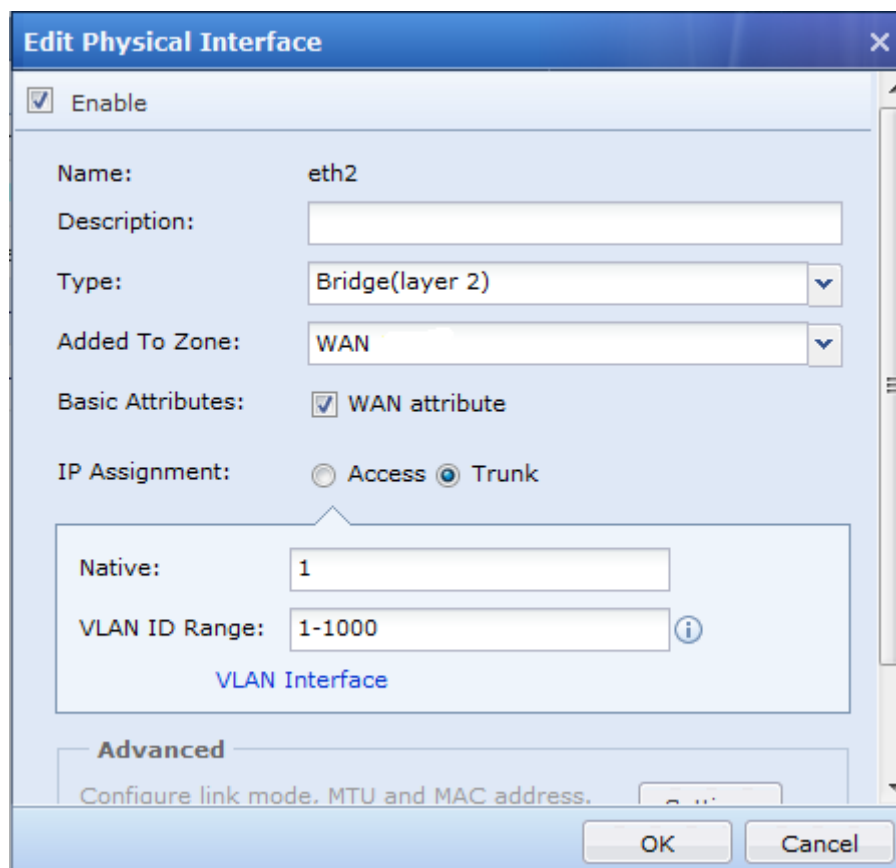 Edit Physical Interface
Enable
Name: eth2
Description:
Type: Bridge(layer 2)
Added To Zone: WAN
Basic Attributes: WAN attribute
IP Assignment: Access Trunk
Native: 1
VLAN ID Range: 1-1000
VLAN Interface
Advanced
Configure link mode, MTU and MAC address.
OK Cancel